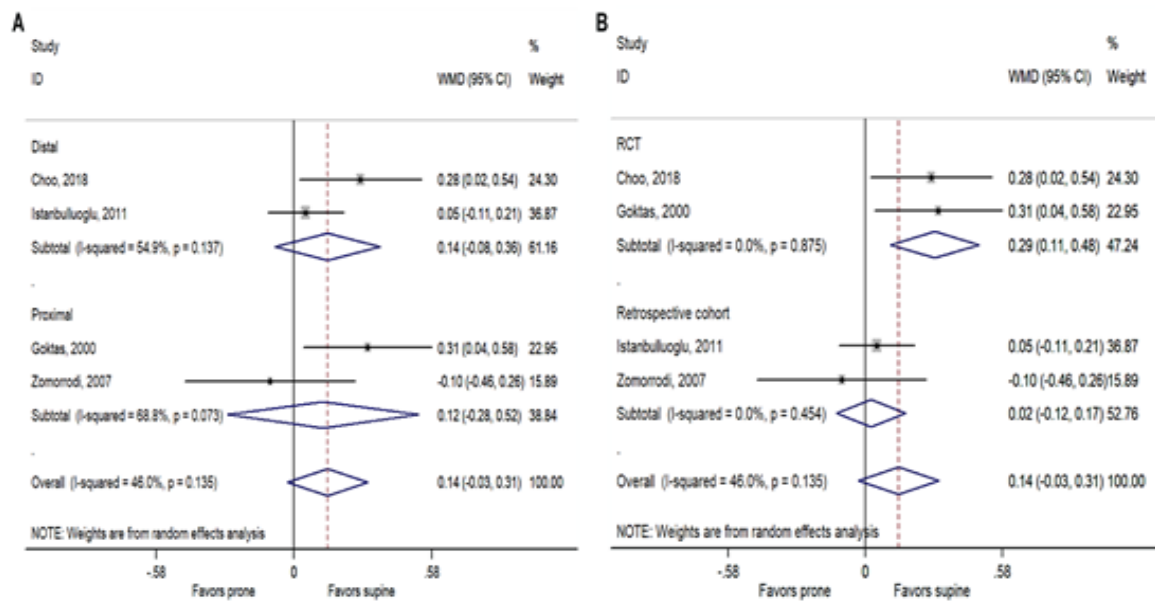 A
Study %
ID WMD (95% CI) Weight
Distal
Choo, 2018 0.28 (0.02, 0.54) 24.30
Istanbulluoglu, 2011 0.05 (-0.11, 0.21) 36.87
Subtotal (I-squared = 54.9%, p = 0.137) 0.14 (-0.08, 0.36) 61.16
.
Proximal
Goktas, 2000 0.31 (0.04, 0.58) 22.95
Zomorrodi, 2007 -0.10 (-0.46, 0.26) 15.89
Subtotal (I-squared = 68.8%, p = 0.073) 0.12 (-0.28, 0.52) 38.84
.
Overall (I-squared = 46.0%, p = 0.135) 0.14 (-0.03, 0.31) 100.00
NOTE: Weights are from random effects analysis
-.58 0 .58
Favors prone Favors supine
B
Study %
ID WMD (95% CI) Weight
RCT
Choo, 2018 0.28 (0.02, 0.54) 24.30
Goktas, 2000 0.31 (0.04, 0.58) 22.95
Subtotal (I-squared = 0.0%, p = 0.875) 0.29 (0.11, 0.48) 47.24
.
Retrospective cohort
Istanbulluoglu, 2011 0.05 (-0.11, 0.21) 36.87
Zomorrodi, 2007 -0.10 (-0.46, 0.26) 15.89
Subtotal (I-squared = 0.0%, p = 0.454) 0.02 (-0.12, 0.17) 52.76
.
Overall (I-squared = 46.0%, p = 0.135) 0.14 (-0.03, 0.31) 100.00
NOTE: Weights are from random effects analysis
-.58 0 .58
Favors prone Favors supine